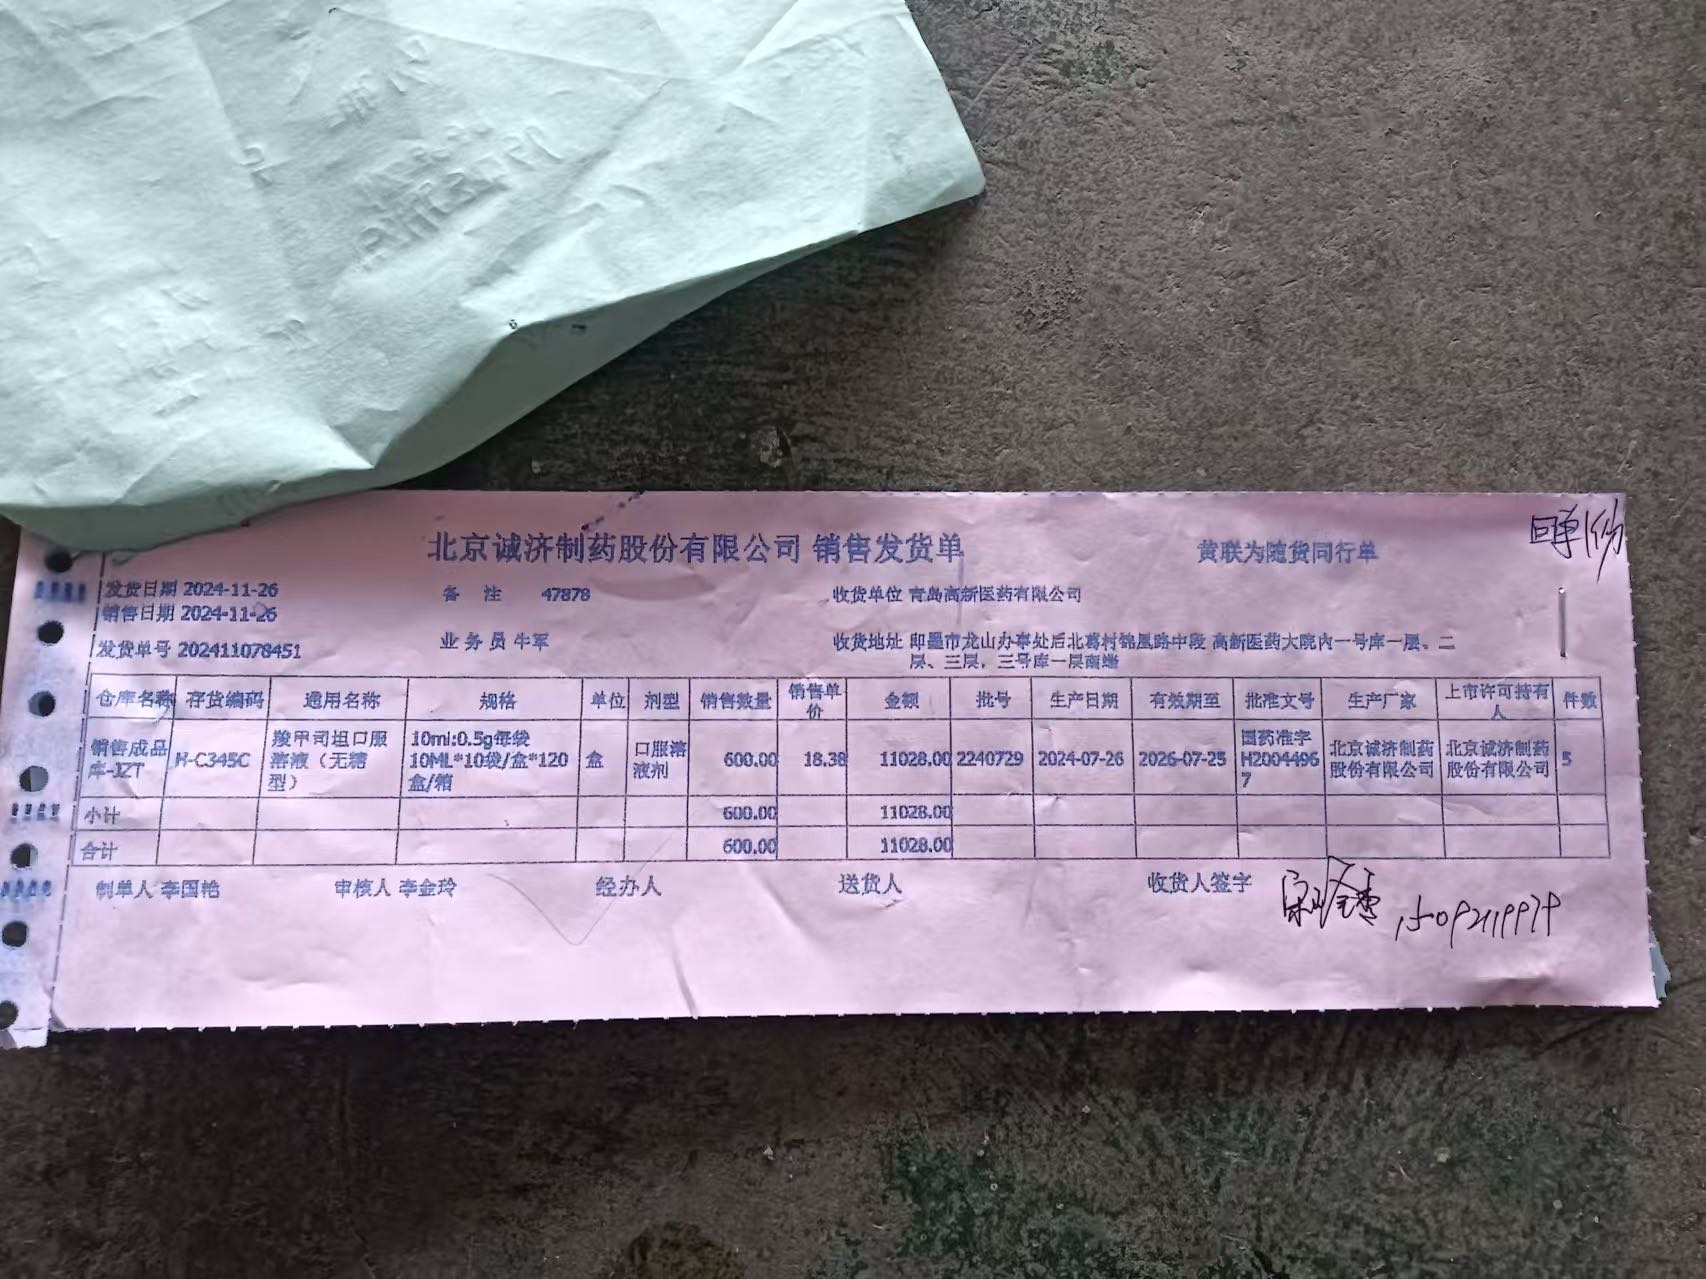 北京诚济制药股份有限公司 销售发货单 黄联为随货同行单
回单1份
发货日期 2024-11-26 备 注 47878 收货单位 青岛高新医药有限公司
销售日期 2024-11-26
发货单号 202411078451 业务员 牛军 收货地址 即墨市龙山办事处后北葛村锦凰路中段 高新医药大院内一号库一层、二
层、三层，三号库一层南端
仓库名称 存货编码 通用名称 规格 单位 剂型 销售数量 销售单价 金额 批号 生产日期 有效期至 批准文号 生产厂家 上市许可持有人 件数
销售成品库-JZT H-C345C 羧甲司坦口服溶液（无糖型） 10ml:0.5g每袋 10ML*10袋/盒*120盒/箱 盒 口服溶液剂 600.00 18.38 11028.00 2240729 2024-07-26 2026-07-25 国药准字H20044967 北京诚济制药股份有限公司 北京诚济制药股份有限公司 5
小计 600.00 11028.00
合计 600.00 11028.00
制单人 李国艳 审核人 李金玲 经办人 送货人 收货人签字
15092119979